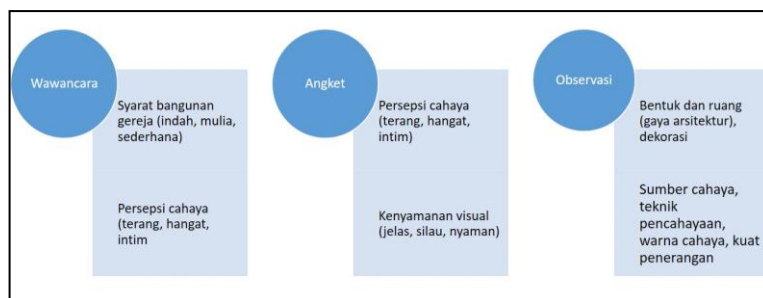 Wawancara
Syarat bangunan
gereja (indah, mulia,
sederhana)
Persepsi cahaya
(terang, hangat,
intim
Angket
Persepsi cahaya
(terang, hangat,
intim)
Kenyamanan visual
(jelas, silau, nyaman)
Observasi
Bentuk dan ruang
(gaya arsitektur),
dekorasi
Sumber cahaya,
teknik
pencahayaan,
warna cahaya, kuat
penerangan